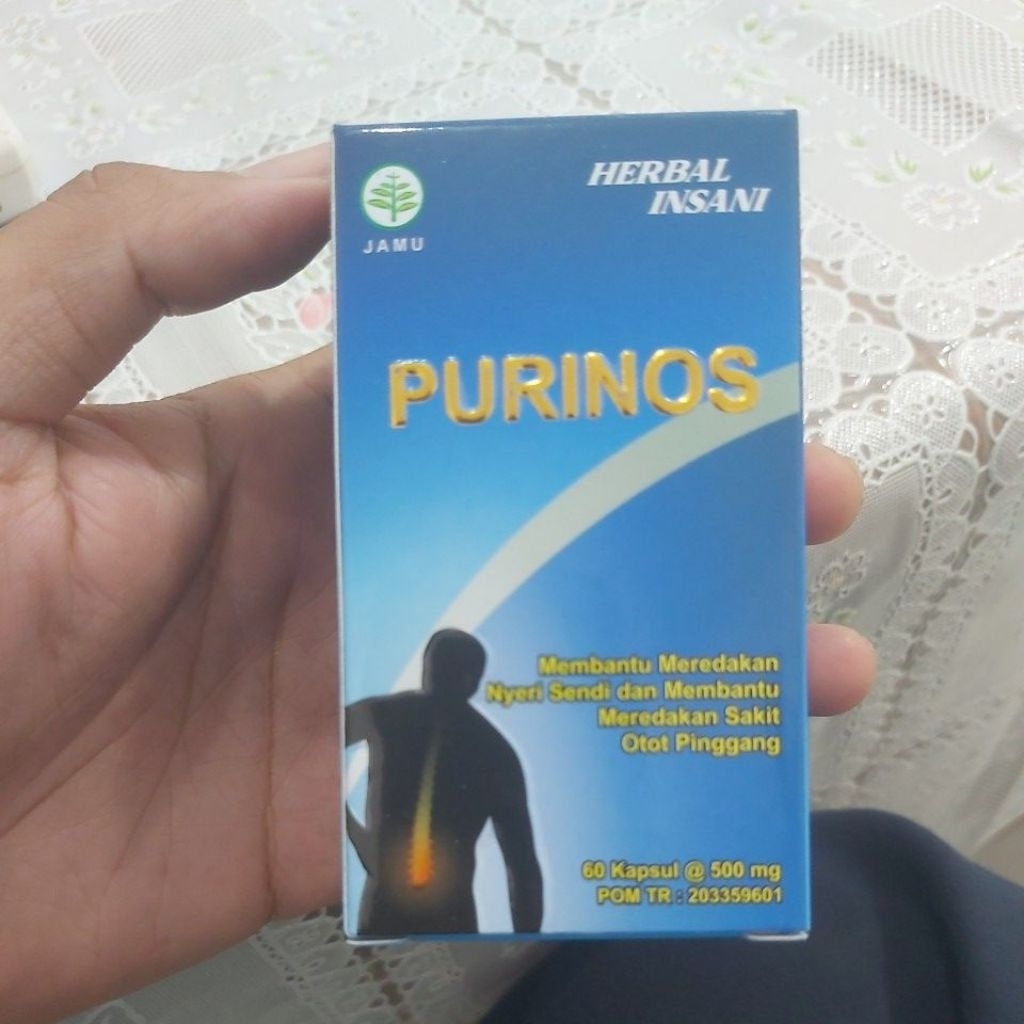 HERBAL
INSANI
JAMU
PURINOS
Membantu Meredakan
Nyeri Sendi dan Membantu
Meredakan Sakit
Otot Pinggang
60 Kapsul @ 500 mg
POM TR : 203359601